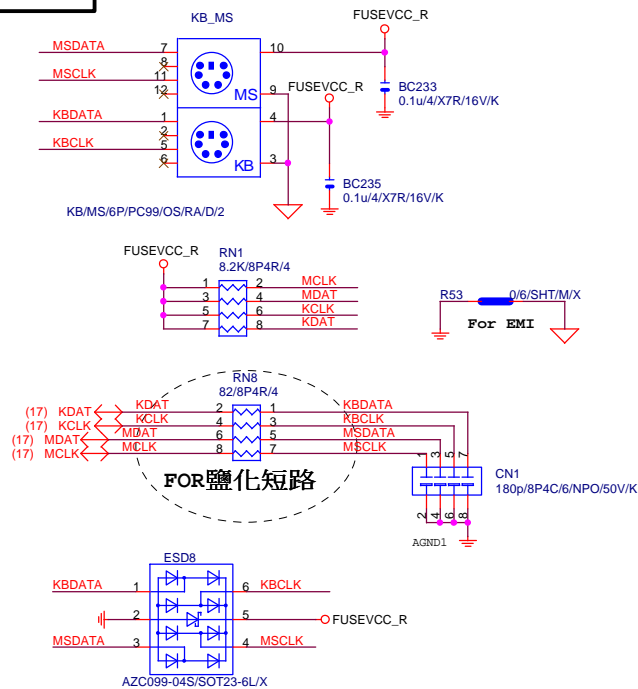 KB_MS
FUSEVCC_R
MSDATA 7 10
8
MSCLK 11
12 MS 9
FUSEVCC_R
BC233
0.1u/4/X7R/16V/K
KBDATA 1 4
2
KBCLK 5
6 KB 3
BC235
0.1u/4/X7R/16V/K
KB/MS/6P/PC99/OS/RA/D/2
FUSEVCC_R
RN1
8.2K/8P4R/4
1 2 MCLK
3 4 MDAT
5 6 KCLK
7 8 KDAT
R53 0/6/SHT/M/X
For EMI
RN8
82/8P4R/4
(17) KDAT KDAT 2 1 KBDATA
(17) KCLK KCLK 4 3 KBCLK
(17) MDAT MDAT 6 5 MSDATA
(17) MCLK MCLK 8 7 MSCLK
FOR鹽化短路
1 3 5 7
CN1
180p/8P4C/6/NPO/50V/K
2 4 6 8
AGND1
ESD8
KBDATA 1 6 KBCLK
2 5 FUSEVCC_R
MSDATA 3 4 MSCLK
AZC099-04S/SOT23-6L/X